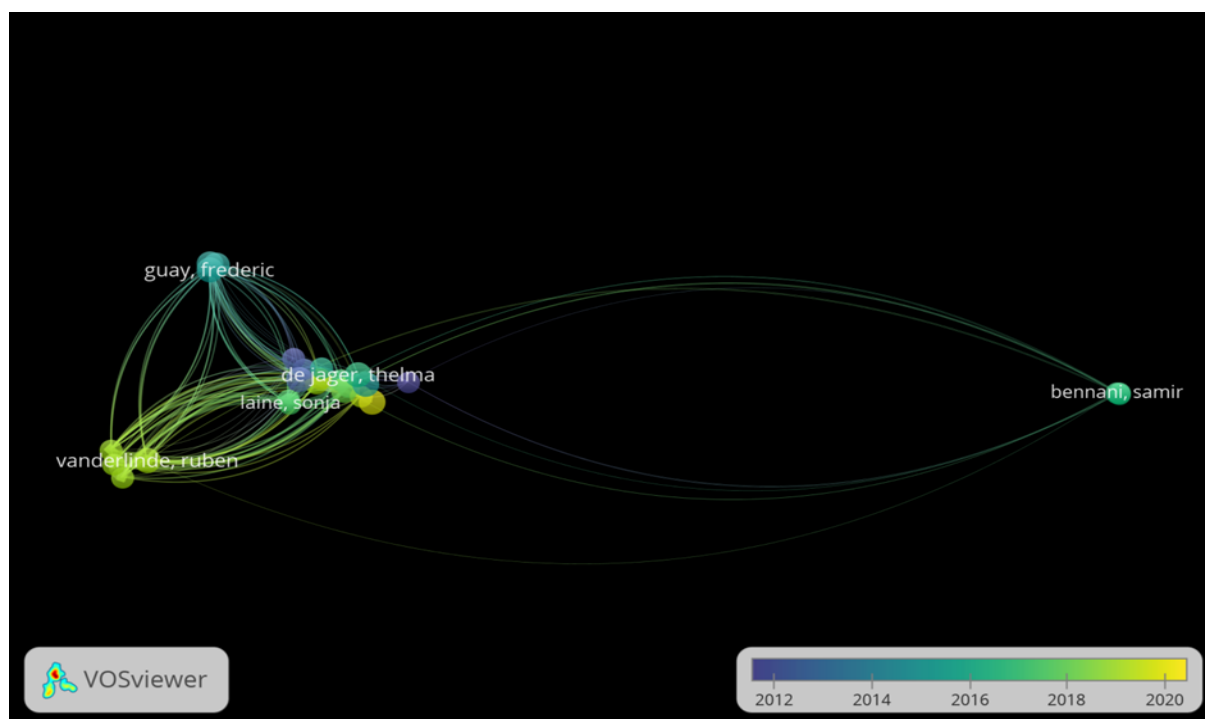 guay, frederic
de jager, thelma
bennani, samir
laine, sonja
vanderlinde, ruben
VOSviewer
2012 2014 2016 2018 2020